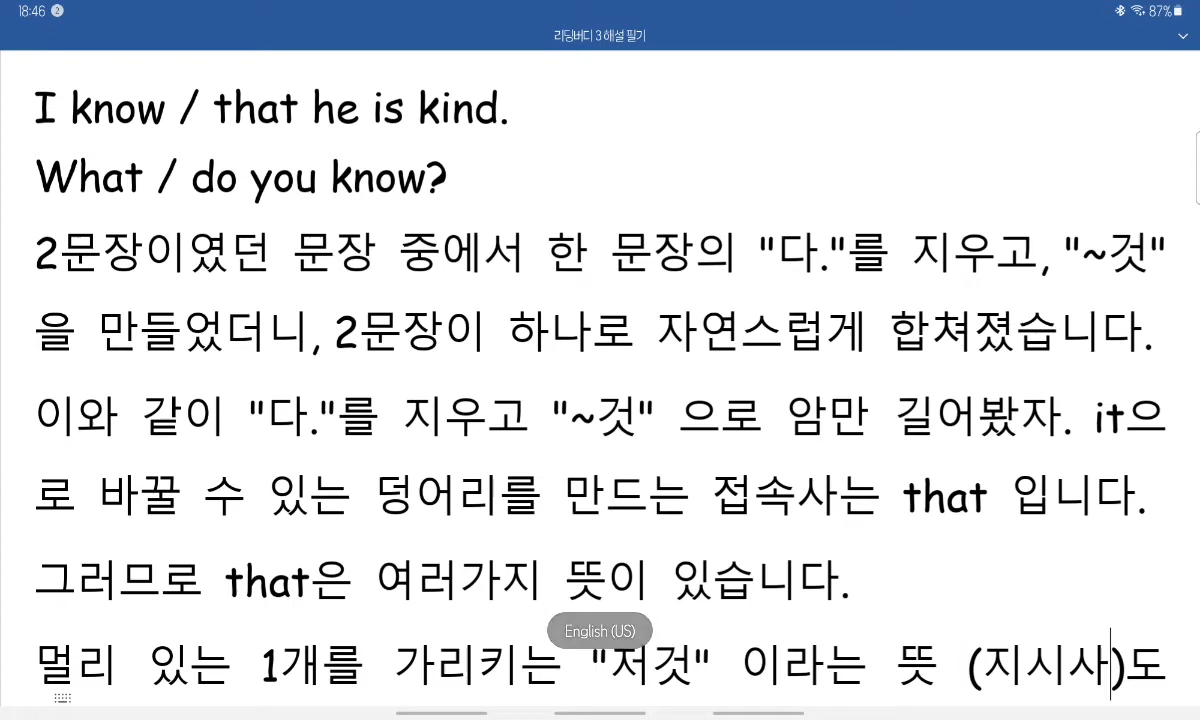 18:46 2 87%
리딩버디 3 해설 필기
I know / that he is kind.
What / do you know?
2문장이였던 문장 중에서 한 문장의 "다."를 지우고, "~것"
을 만들었더니, 2문장이 하나로 자연스럽게 합쳐졌습니다.
이와 같이 "다."를 지우고 "~것" 으로 암만 길어봤자. it으
로 바꿀 수 있는 덩어리를 만드는 접속사는 that 입니다.
그러므로 that은 여러가지 뜻이 있습니다.
English (US)
멀리 있는 1개를 가리키는 "저것" 이라는 뜻 (지시사)도